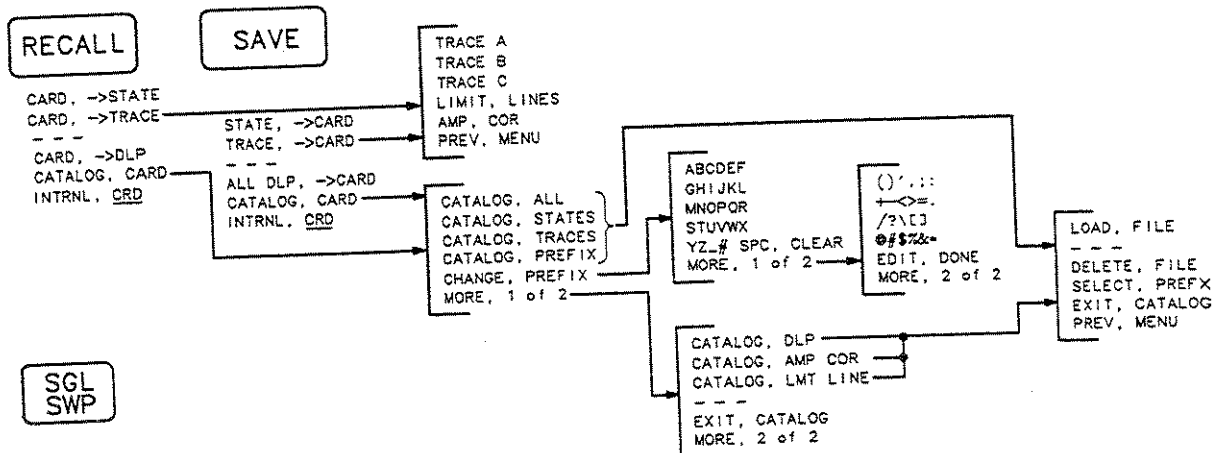 RECALL
CARD, ->STATE
CARD, ->TRACE
- - -
CARD, ->DLP
CATALOG, CARD
INTRNL, CRD
SAVE
STATE, ->CARD
TRACE, ->CARD
- - -
ALL DLP, ->CARD
CATALOG, CARD
INTRNL, CRD
TRACE A
TRACE B
TRACE C
LIMIT, LINES
AMP, COR
PREV, MENU
CATALOG, ALL
CATALOG, STATES
CATALOG, TRACES
CATALOG, PREFIX
CHANGE, PREFIX
MORE, 1 of 2
ABCDEF
GHIJKL
MNOPQR
STUVWX
YZ_# SPC, CLEAR
MORE, 1 of 2
()',;:
+-<>=.
/?\[]
@#$%&=
EDIT, DONE
MORE, 2 of 2
CATALOG, DLP
CATALOG, AMP COR
CATALOG, LMT LINE
- - -
EXIT, CATALOG
MORE, 2 of 2
LOAD, FILE
- - -
DELETE, FILE
SELECT, PREFX
EXIT, CATALOG
PREV, MENU
SGL
SWP